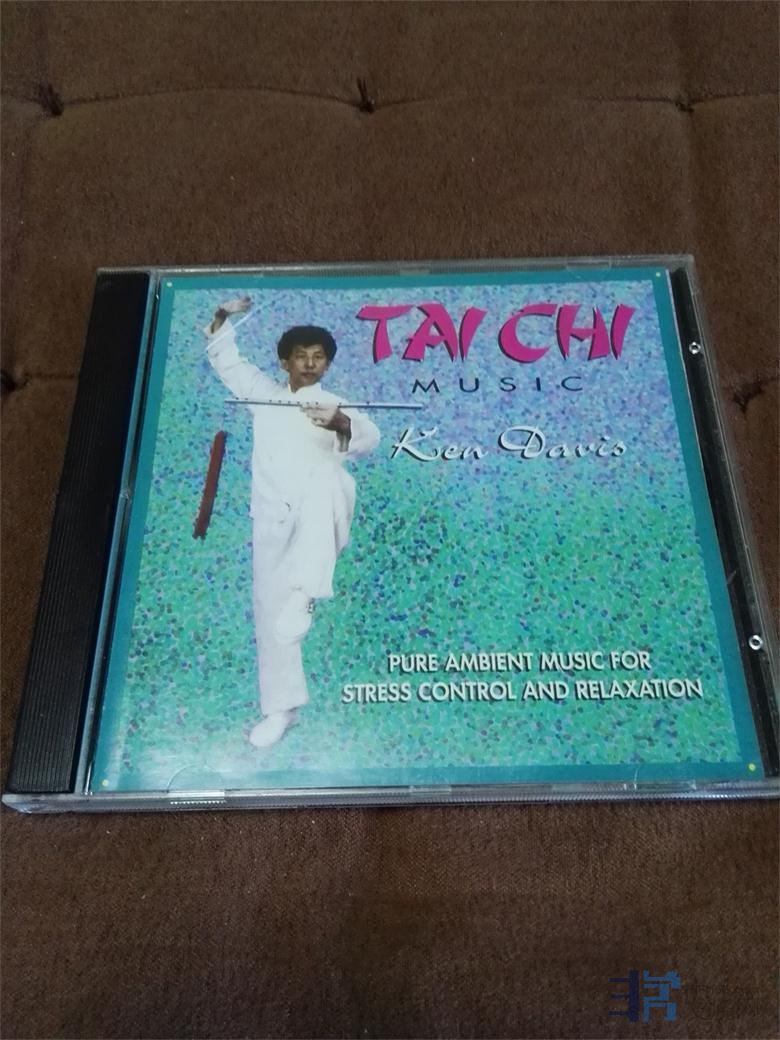 TAI CHI
MUSIC
Ken Davis
PURE AMBIENT MUSIC FOR
STRESS CONTROL AND RELAXATION